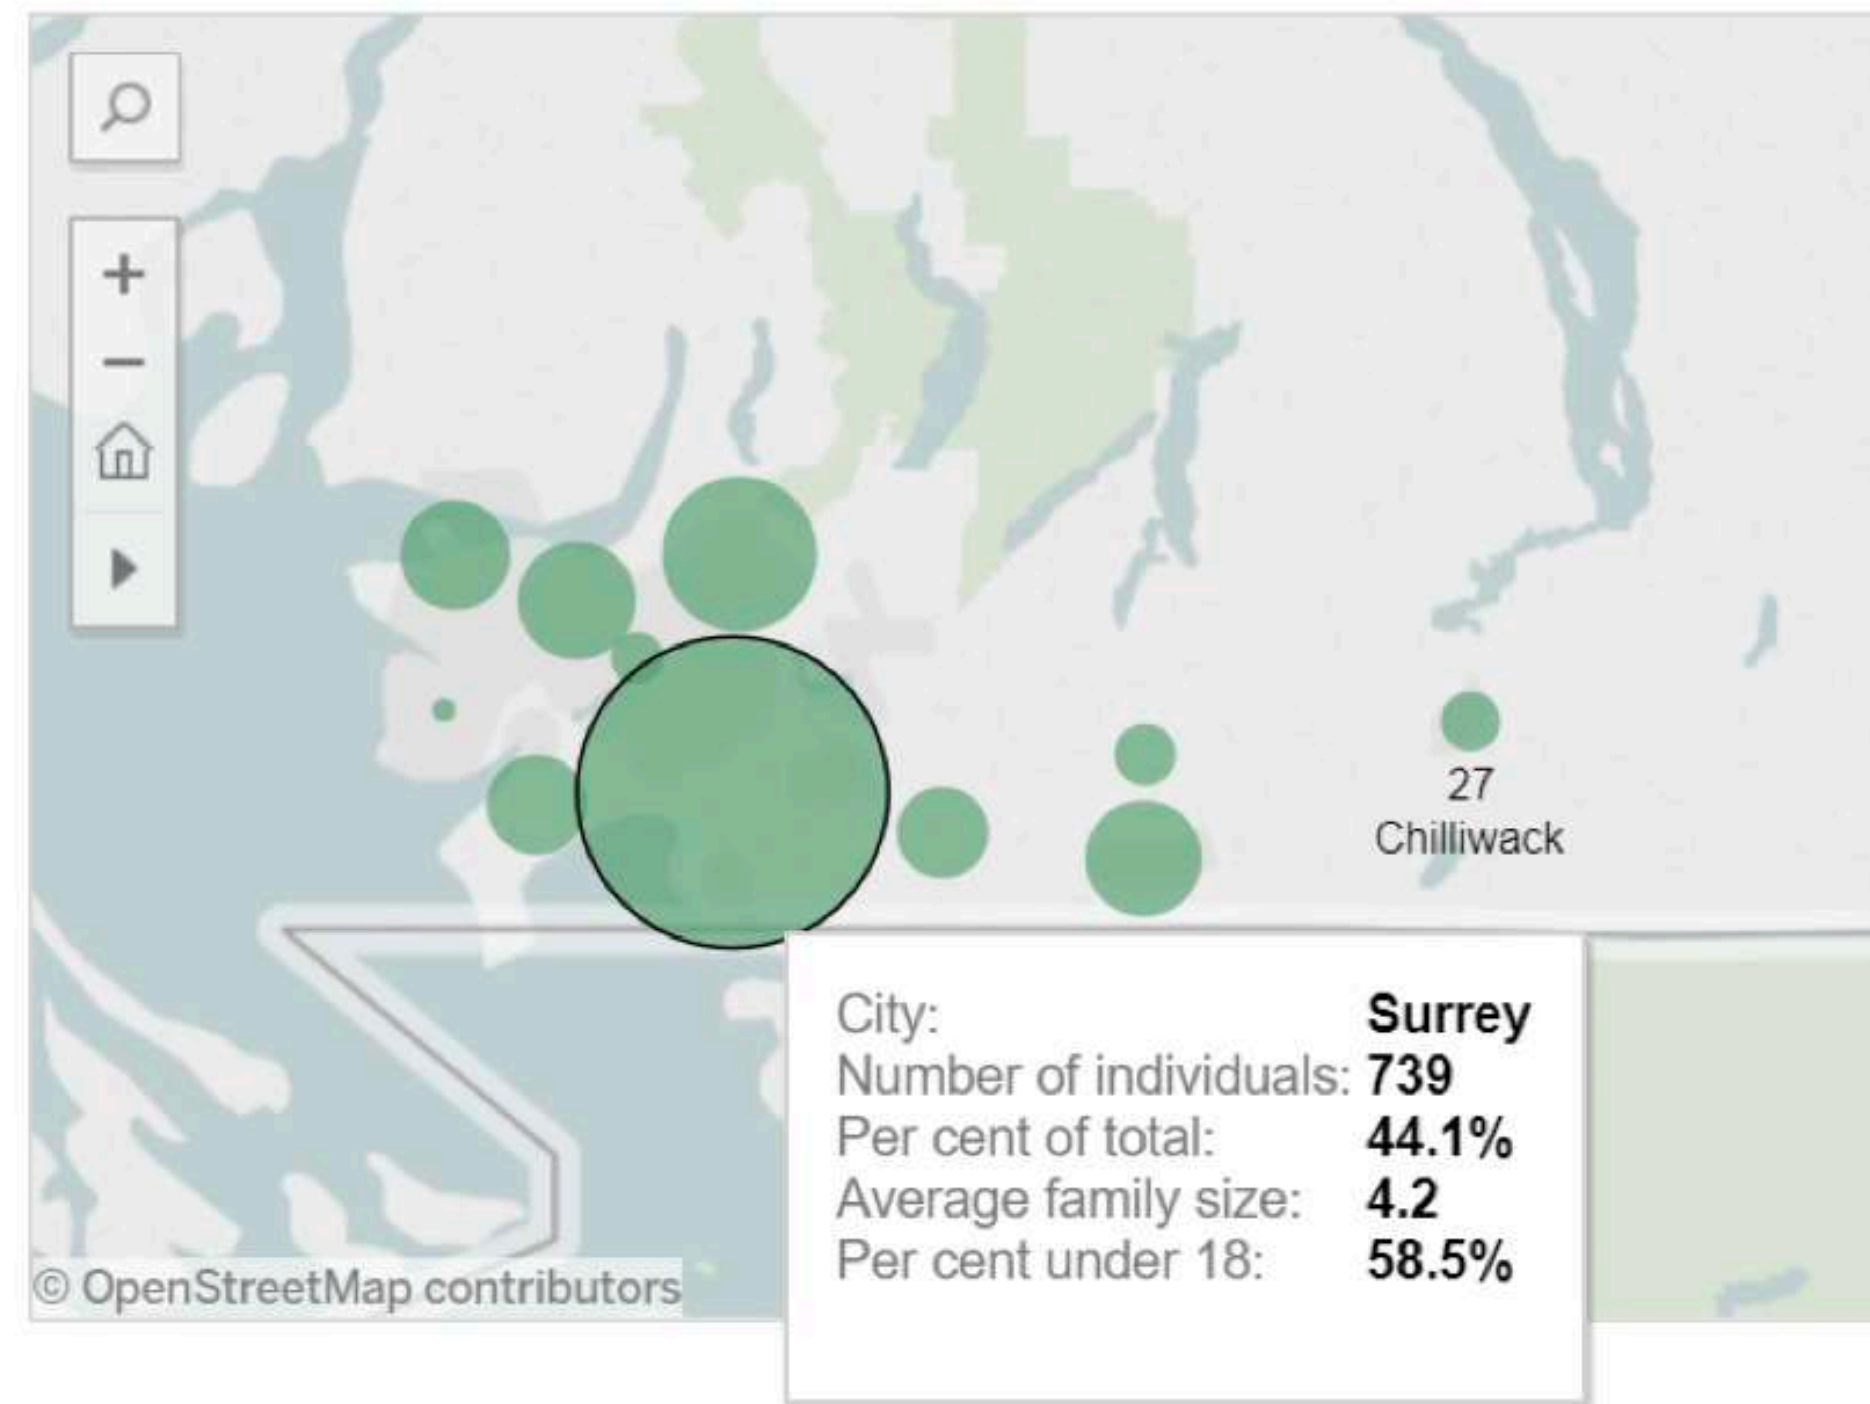 27
Chilliwack
City: Surrey
Number of individuals: 739
Per cent of total: 44.1%
Average family size: 4.2
Per cent under 18: 58.5%
© OpenStreetMap contributors